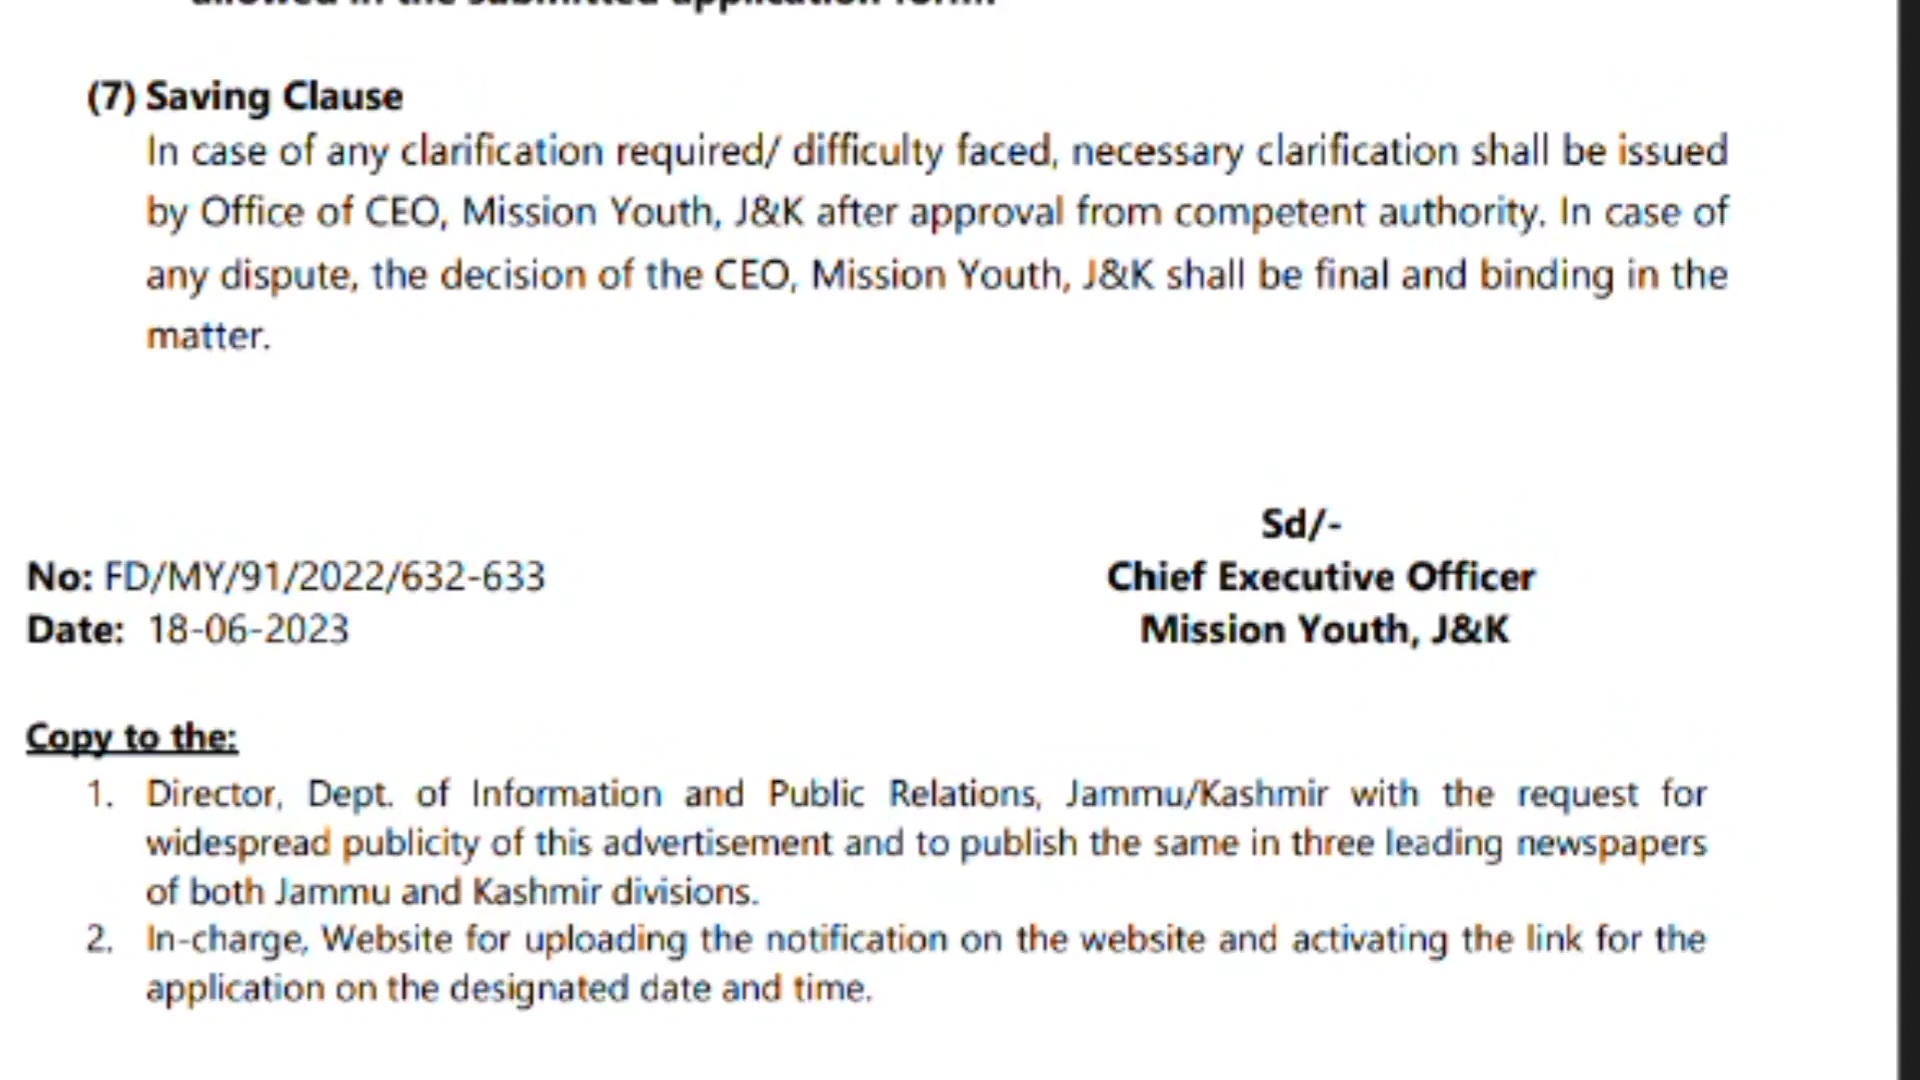 allowed in the submitted application form.
(7) Saving Clause
In case of any clarification required/ difficulty faced, necessary clarification shall be issued
by Office of CEO, Mission Youth, J&K after approval from competent authority. In case of
any dispute, the decision of the CEO, Mission Youth, J&K shall be final and binding in the
matter.
Sd/-
No: FD/MY/91/2022/632-633 Chief Executive Officer
Date: 18-06-2023 Mission Youth, J&K
Copy to the:
1. Director, Dept. of Information and Public Relations, Jammu/Kashmir with the request for
widespread publicity of this advertisement and to publish the same in three leading newspapers
of both Jammu and Kashmir divisions.
2. In-charge, Website for uploading the notification on the website and activating the link for the
application on the designated date and time.